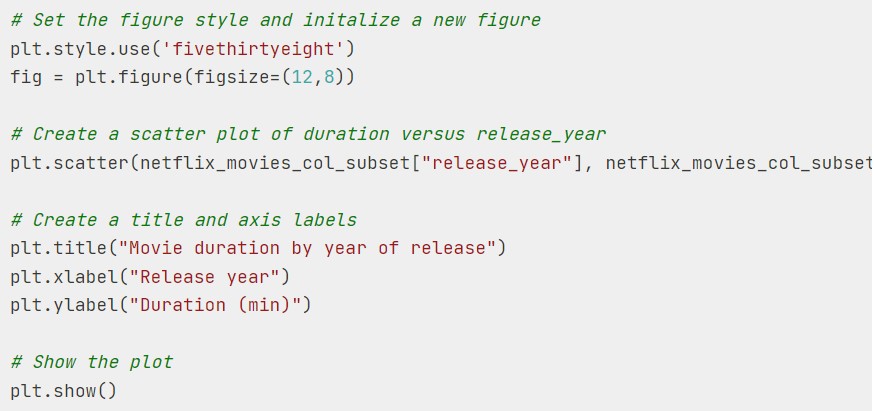 # Set the figure style and initalize a new figure
plt.style.use('fivethirtyeight')
fig = plt.figure(figsize=(12,8))
# Create a scatter plot of duration versus release_year
plt.scatter(netflix_movies_col_subset["release_year"], netflix_movies_col_subset
# Create a title and axis labels
plt.title("Movie duration by year of release")
plt.xlabel("Release year")
plt.ylabel("Duration (min)")
# Show the plot
plt.show()